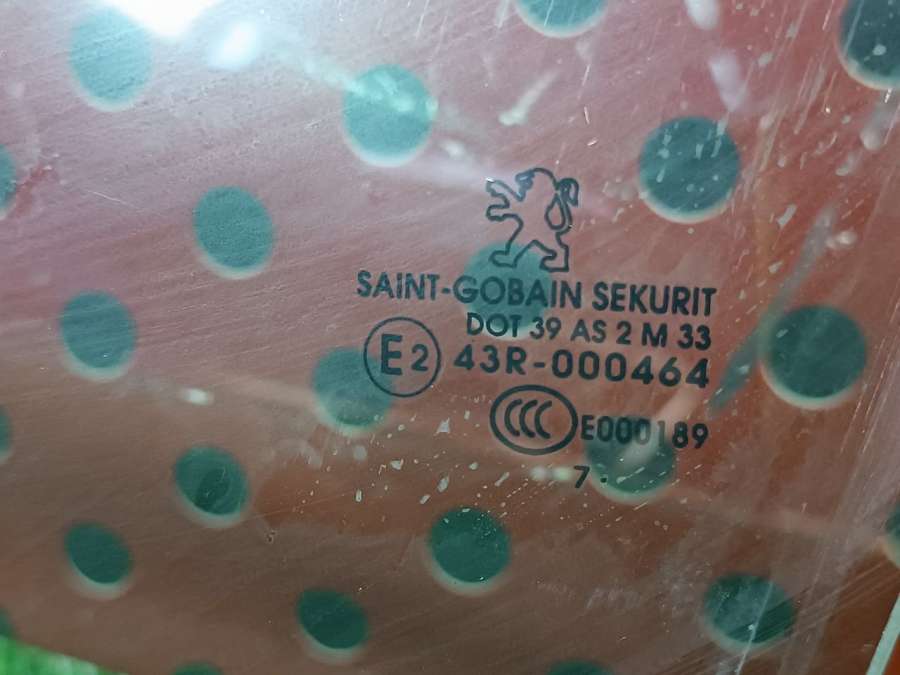 SAINT-GOBAIN SEKURIT
DOT 39 AS 2 M 33
E2 43R-000464
CCC E000189
7 .